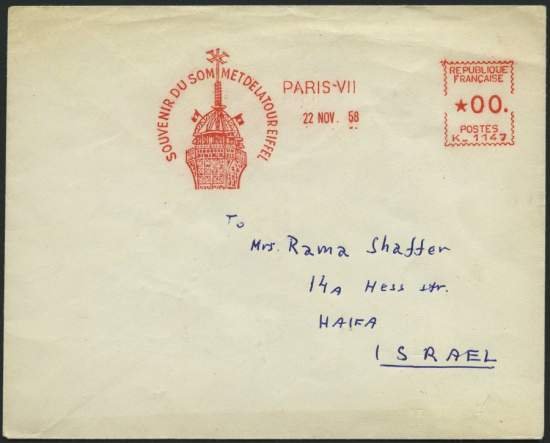 SOUVENIR DU SOMMET DE LA TOUR EIFFEL
PARIS-VII
22 NOV. 58
REPUBLIQUE
FRANÇAISE
★00.
POSTES
K. 1147
To
Mrs. Rama Shaffer
14A Hess str.
HAIFA
ISRAEL